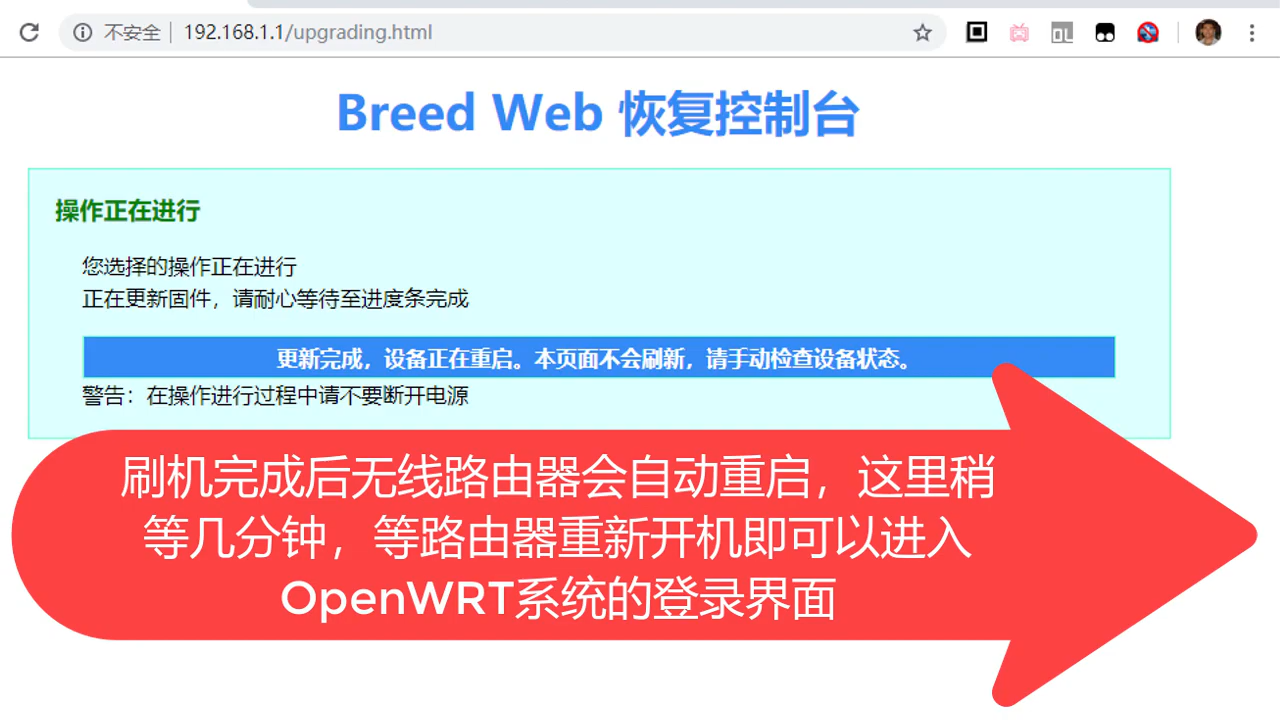 不安全 192.168.1.1/upgrading.html
Breed Web 恢复控制台
操作正在进行
您选择的操作正在进行
正在更新固件，请耐心等待至进度条完成
更新完成，设备正在重启。本页面不会刷新，请手动检查设备状态。
警告：在操作进行过程中请不要断开电源
刷机完成后无线路由器会自动重启，这里稍
等几分钟，等路由器重新开机即可以进入
OpenWRT系统的登录界面